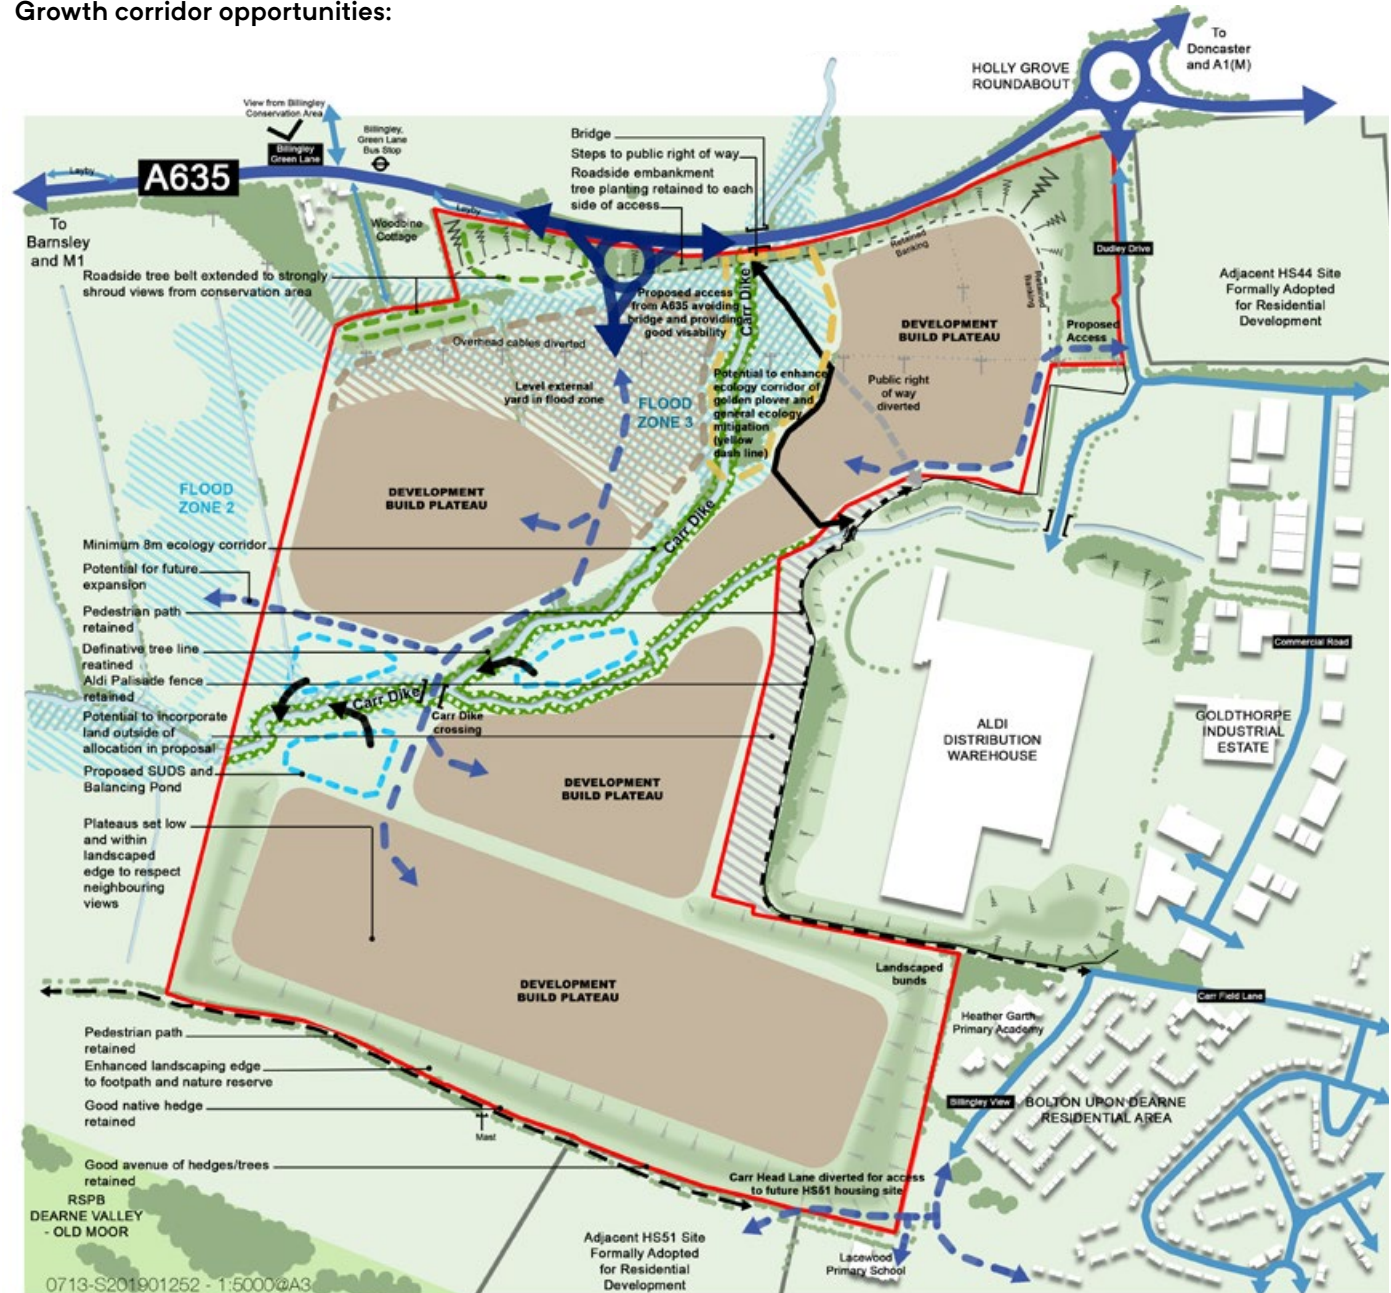 Growth corridor opportunities:
To
Doncaster
and A1(M)
HOLLY GROVE
ROUNDABOUT
View from Billingley
Conservation Area
Billingley
Green Lane
Billingley,
Green Lane
Bus Stop
Layby
A635
To
Barnsley
and M1
Woodbine
Cottage
Layby
Bridge
Steps to public right of way
Roadside embankment
tree planting retained to each
side of access
Retained
Banking
Retained
Banking
Dudley Drive
Adjacent HS44 Site
Formally Adopted
for Residential
Development
Roadside tree belt extended to strongly
shroud views from conservation area
Proposed access
from A635 avoiding
bridge and providing
good visability
Carr Dike
Overhead cables diverted
DEVELOPMENT
BUILD PLATEAU
Proposed
Access
Level external
yard in flood zone
FLOOD
ZONE 3
Potential to enhance
ecology corridor of
golden plover and
general ecology
mitigation
(yellow
dash line)
Public right
of way
diverted
FLOOD
ZONE 2
DEVELOPMENT
BUILD PLATEAU
Carr Dike
Minimum 8m ecology corridor
Potential for future
expansion
Pedestrian path
retained
Definative tree line
reatined
Aldi Palisade fence
retained
Potential to incorporate
land outside of
allocation in proposal
Proposed SUDS and
Balancing Pond
Carr Dike
Carr Dike
crossing
Commercial Road
GOLDTHORPE
INDUSTRIAL
ESTATE
ALDI
DISTRIBUTION
WAREHOUSE
DEVELOPMENT
BUILD PLATEAU
Plateaus set low
and within
landscaped
edge to respect
neighbouring
views
DEVELOPMENT
BUILD PLATEAU
Landscaped
bunds
Carr Field Lane
Heather Garth
Primary Academy
Pedestrian path
retained
Enhanced landscaping edge
to footpath and nature reserve
Good native hedge
retained
Mast
Billingley View
BOLTON UPON DEARNE
RESIDENTIAL AREA
Good avenue of hedges/trees
retained
Carr Head Lane diverted for access
to future HS51 housing site
RSPB
DEARNE VALLEY
- OLD MOOR
Adjacent HS51 Site
Formally Adopted
for Residential
Development
Lacewood
Primary School
0713-S201901252 - 1:5000@A3